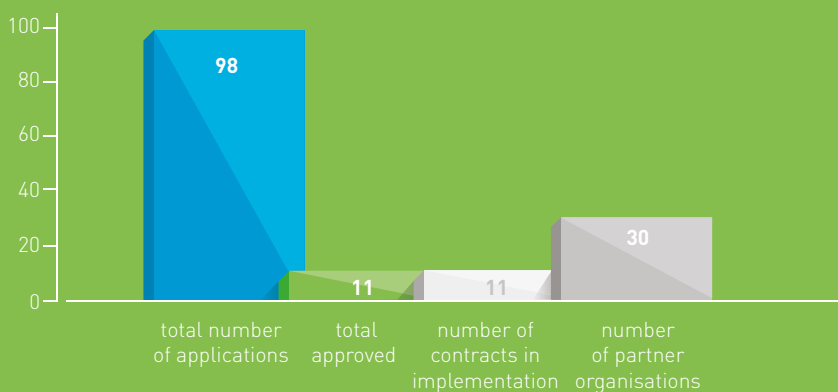 100
80
60
40
20
0
98
11
11
30
total number
of applications
total
approved
number of
contracts in
implementation
number
of partner
organisations